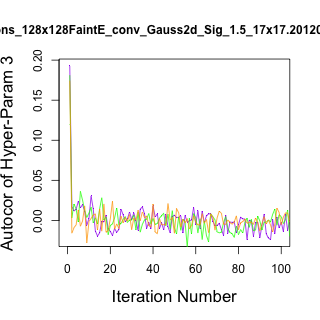 ons_128x128FaintE_conv_Gauss2d_Sig_1.5_17x17.20120
Autocor of Hyper-Param 3
0.20
0.15
0.10
0.05
0.00
0 20 40 60 80 100
Iteration Number